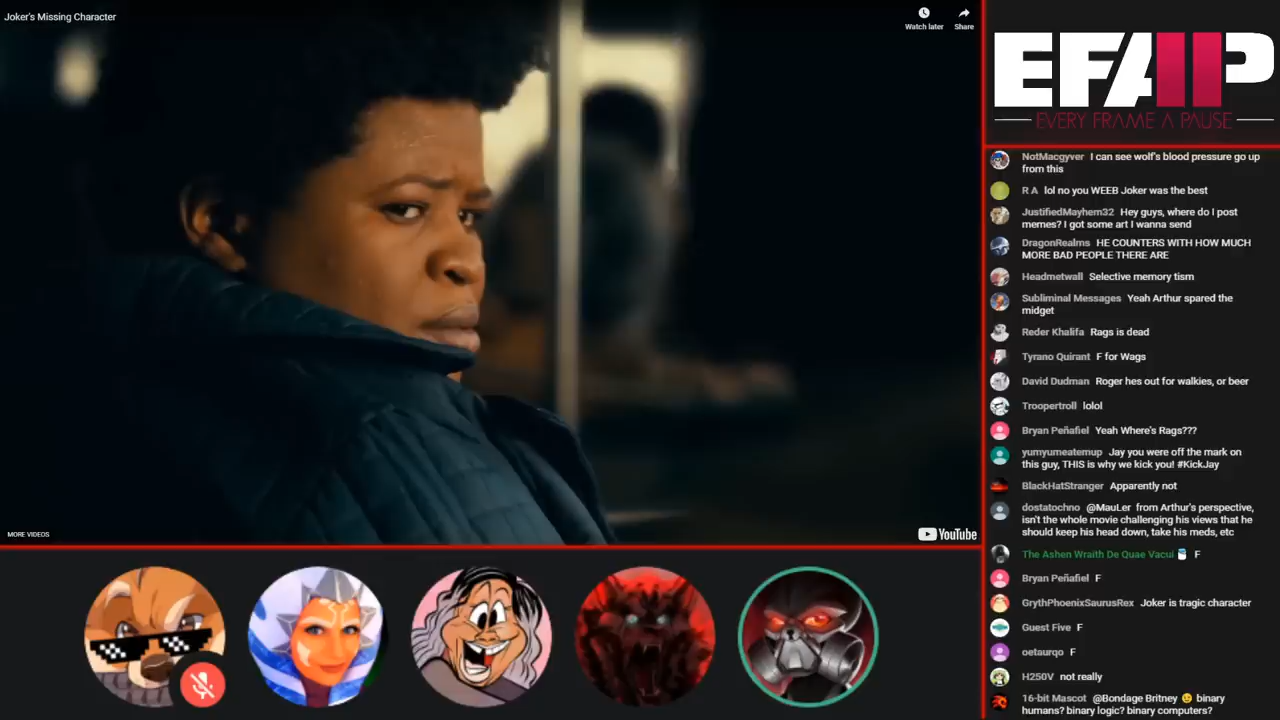 Joker's Missing Character
Watch later
Share
MORE VIDEOS
YouTube
EFAP
EVERY FRAME A PAUSE
NotMacgyver I can see wolf's blood pressure go up
from this
R A lol no you WEEB Joker was the best
JustifiedMayhem32 Hey guys, where do I post
memes? I got some art I wanna send
DragonRealms HE COUNTERS WITH HOW MUCH
MORE BAD PEOPLE THERE ARE
Headmetwall Selective memory tism
Subliminal Messages Yeah Arthur spared the
midget
Reder Khalifa Rags is dead
Tyrano Quirant F for Wags
David Dudman Roger hes out for walkies, or beer
Troopertroll lolol
Bryan Peñafiel Yeah Where's Rags???
yumyumeatemup Jay you were off the mark on
this guy, THIS is why we kick you! #KickJay
BlackHatStranger Apparently not
dostatochno @MauLer from Arthur's perspective,
isn't the whole movie challenging his views that he
should keep his head down, take his meds, etc
The Ashen Wraith De Quae Vacui F
Bryan Peñafiel F
GrythPhoenixSaurusRex Joker is tragic character
Guest Five F
oetaurqo F
H250V not really
16-bit Mascot @Bondage Britney 😉 binary
humans? binary logic? binary computers?